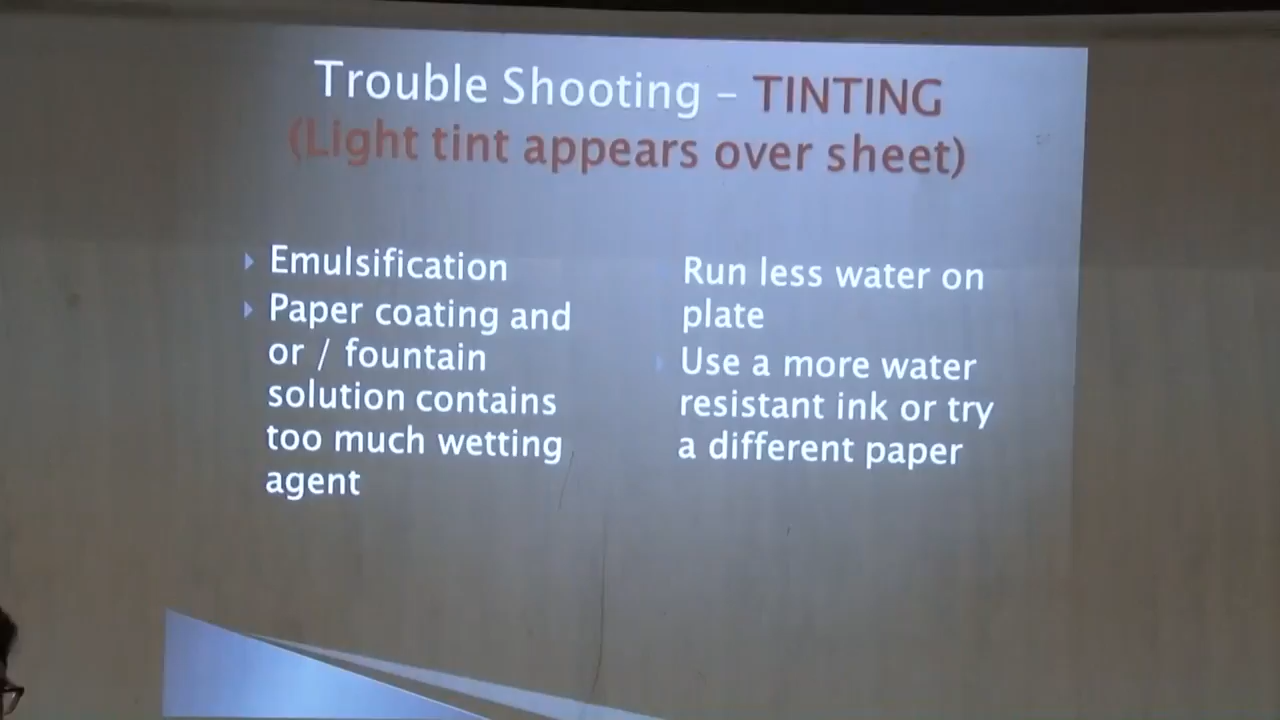 Trouble Shooting – TINTING
(Light tint appears over sheet)
Emulsification
Paper coating and
or / fountain
solution contains
too much wetting
agent
Run less water on
plate
Use a more water
resistant ink or try
a different paper